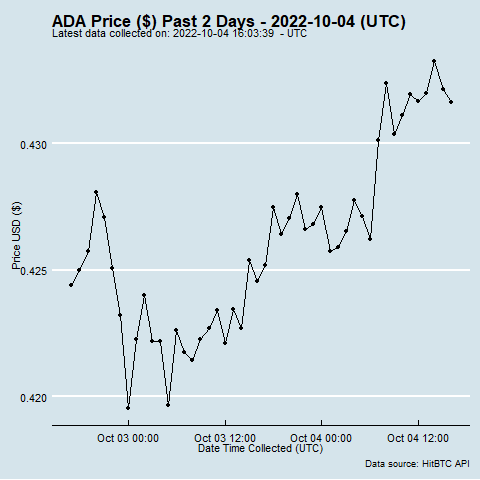 ADA Price ($) Past 2 Days - 2022-10-04 (UTC)
Latest data collected on: 2022-10-04 16:03:39 - UTC
0.430
0.425
0.420
Price USD ($)
Oct 03 00:00 Oct 03 12:00 Oct 04 00:00 Oct 04 12:00
Date Time Collected (UTC)
Data source: HitBTC API